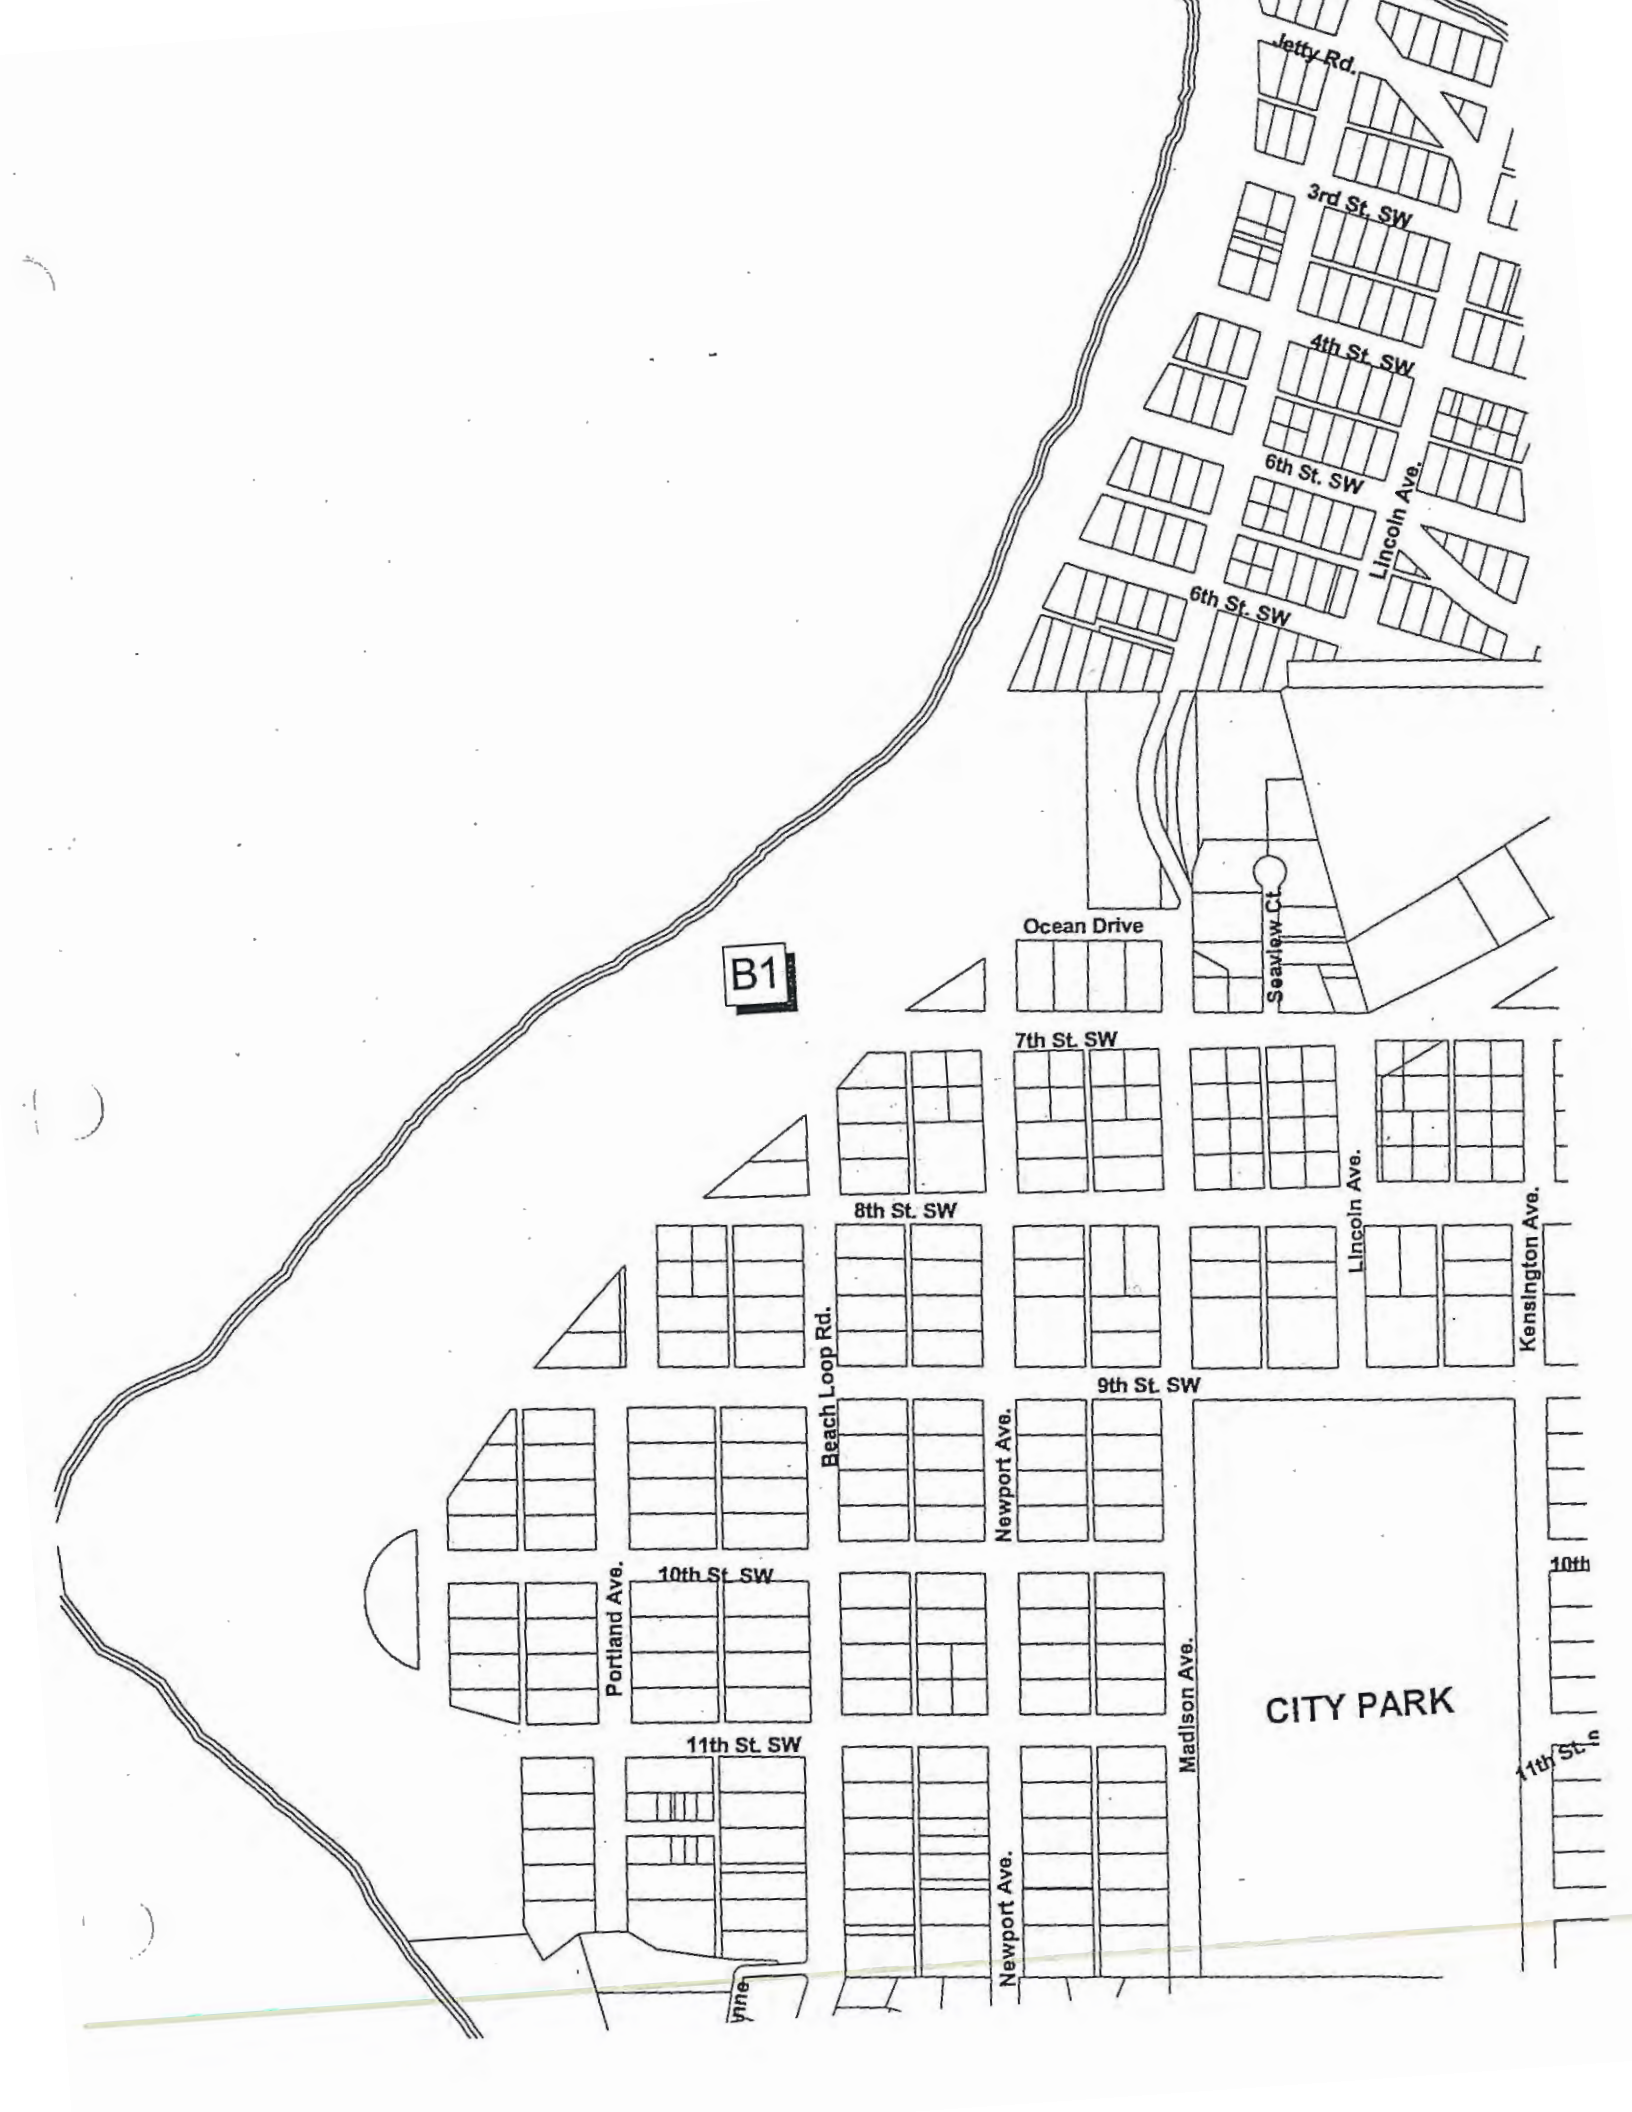 Jetty Rd.
3rd St. SW
4th St. SW
6th St. SW
Lincoln Ave.
6th St. SW
Ocean Drive
Seaview Ct.
B1
7th St. SW
8th St. SW
Lincoln Ave.
Kensington Ave.
Beach Loop Rd.
9th St. SW
Newport Ave.
10th St. SW
10th
Portland Ave.
Madison Ave.
CITY PARK
11th St. SW
11th St.
Newport Ave.